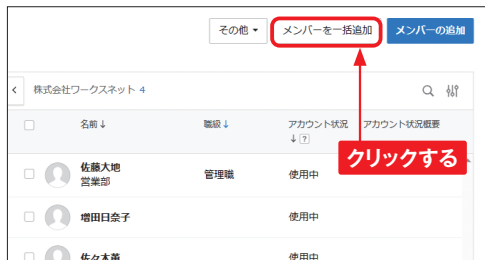 その他
メンバーを一括追加
メンバーの追加
株式会社ワークスネット 4
名前↓
職級↓
アカウント状況
↓ ?
アカウント状況概要
クリックする
佐藤大地
営業部
管理職
使用中
増田日奈子
使用中
佐々木薫
使用中